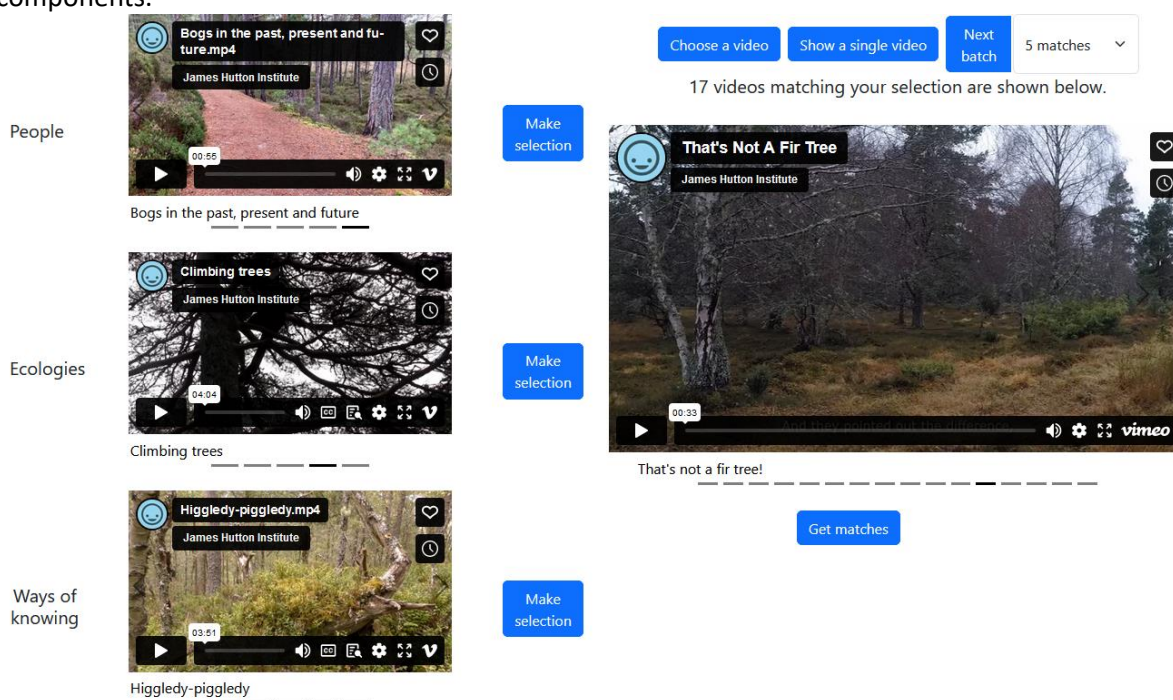 components.
Bogs in the past, present and fu-
ture.mp4
James Hutton Institute
People
00:55
Make
selection
Bogs in the past, present and future
Climbing trees
James Hutton Institute
Ecologies
04:04
CC
Make
selection
Climbing trees
Higgledy-piggledy.mp4
James Hutton Institute
Ways of
knowing
03:51
CC
Make
selection
Higgledy-piggledy
Choose a video
Show a single video
Next
batch
5 matches
17 videos matching your selection are shown below.
That's Not A Fir Tree
James Hutton Institute
00:33
And they pointed out the difference
vimeo
That's not a fir tree!
Get matches